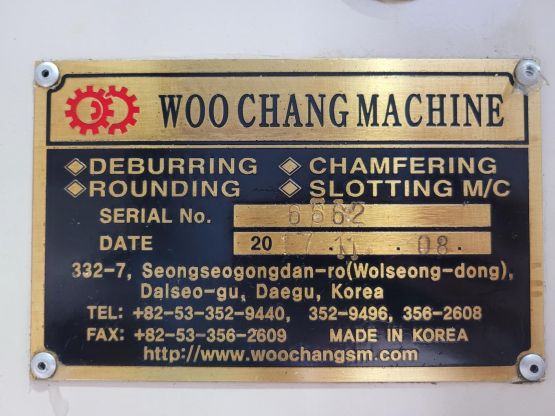 WOO CHANG MACHINE
◈DEBURRING ◈CHAMFERING
◈ROUNDING ◈SLOTTING M/C
SERIAL No. 6662
DATE 20 . 11 . 08 .
332-7, Seongseogongdan-ro(Wolseong-dong),
Dalseo-gu, Daegu, Korea
TEL: +82-53-352-9440, 352-9496, 356-2608
FAX: +82-53-356-2609 MADE IN KOREA
http://www.woochangsm.com